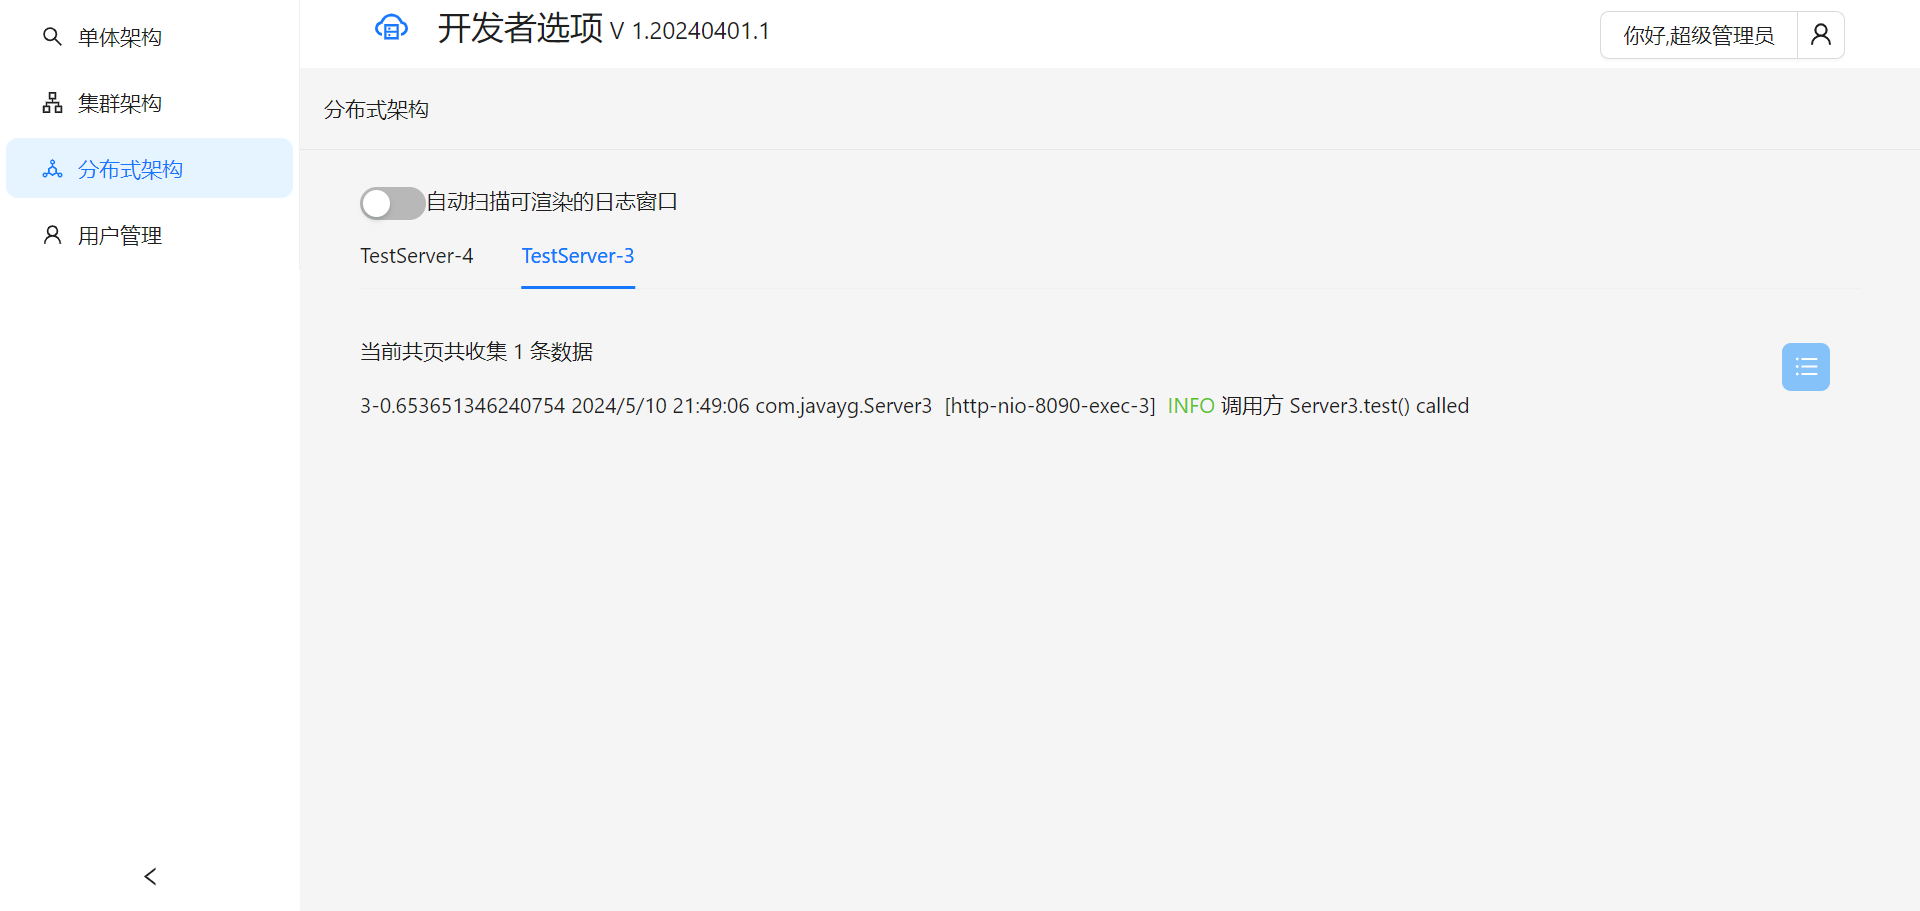 单体架构
集群架构
分布式架构
用户管理
开发者选项 V 1.20240401.1
你好,超级管理员
分布式架构
自动扫描可渲染的日志窗口
TestServer-4
TestServer-3
当前共页共收集 1 条数据
3-0.653651346240754 2024/5/10 21:49:06 com.javayg.Server3 [http-nio-8090-exec-3] INFO 调用方 Server3.test() called